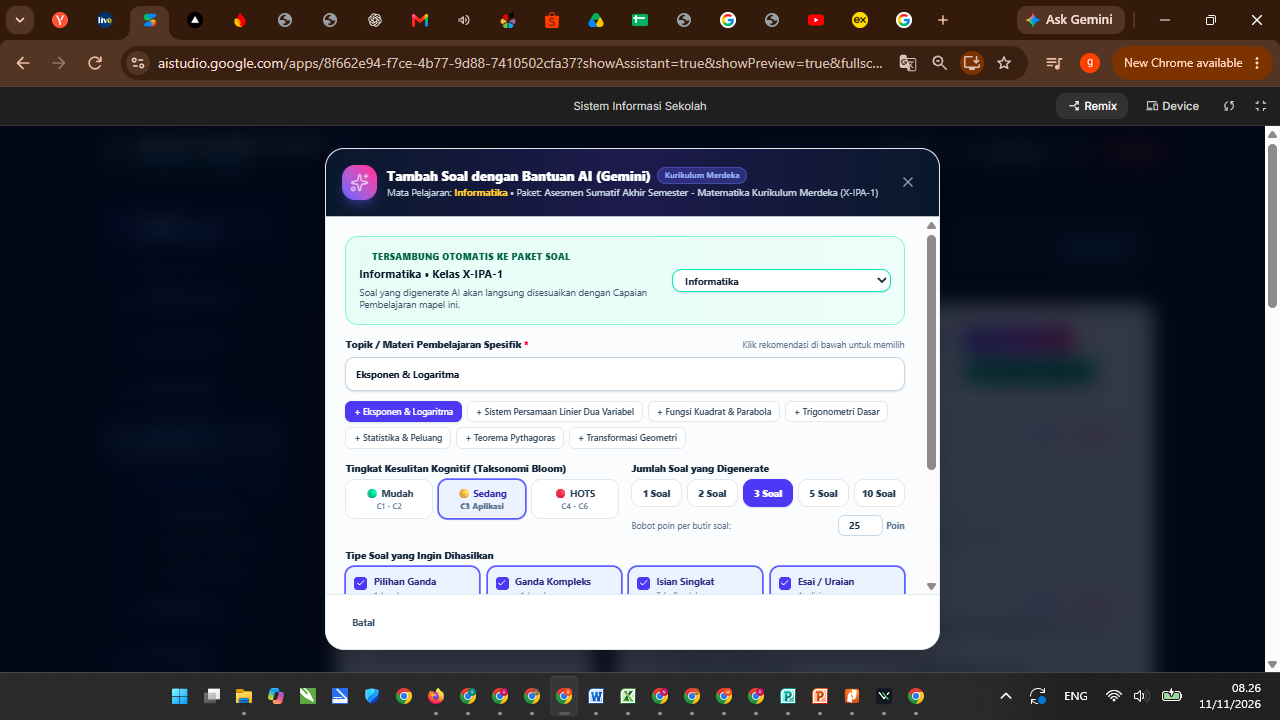 Ask Gemini
aistudio.google.com/apps/8f662e94-f7ce-4b77-9d88-7410502cfa37?showAssistant=true&showPreview=true&fullsc...
New Chrome available
Sistem Informasi Sekolah
Remix
Device
Tambah Soal dengan Bantuan AI (Gemini)
Kurikulum Merdeka
Mata Pelajaran: Informatika • Paket: Asesmen Sumatif Akhir Semester - Matematika Kurikulum Merdeka (X-IPA-1)
TERSAMBUNG OTOMATIS KE PAKET SOAL
Informatika • Kelas X-IPA-1
Soal yang digenerate AI akan langsung disesuaikan dengan Capaian
Pembelajaran mapel ini.
Informatika
Topik / Materi Pembelajaran Spesifik *
Klik rekomendasi di bawah untuk memilih
Eksponen & Logaritma
+ Eksponen & Logaritma
+ Sistem Persamaan Linier Dua Variabel
+ Fungsi Kuadrat & Parabola
+ Trigonometri Dasar
+ Statistika & Peluang
+ Teorema Pythagoras
+ Transformasi Geometri
Tingkat Kesulitan Kognitif (Taksonomi Bloom)
Mudah
C1 - C2
Sedang
C3 Aplikasi
HOTS
C4 - C6
Jumlah Soal yang Digenerate
1 Soal
2 Soal
3 Soal
5 Soal
10 Soal
Bobot poin per butir soal:
25
Poin
Tipe Soal yang Ingin Dihasilkan
Pilihan Ganda
Ganda Kompleks
Isian Singkat
Esai / Uraian
Batal
ENG
08.26
11/11/2026